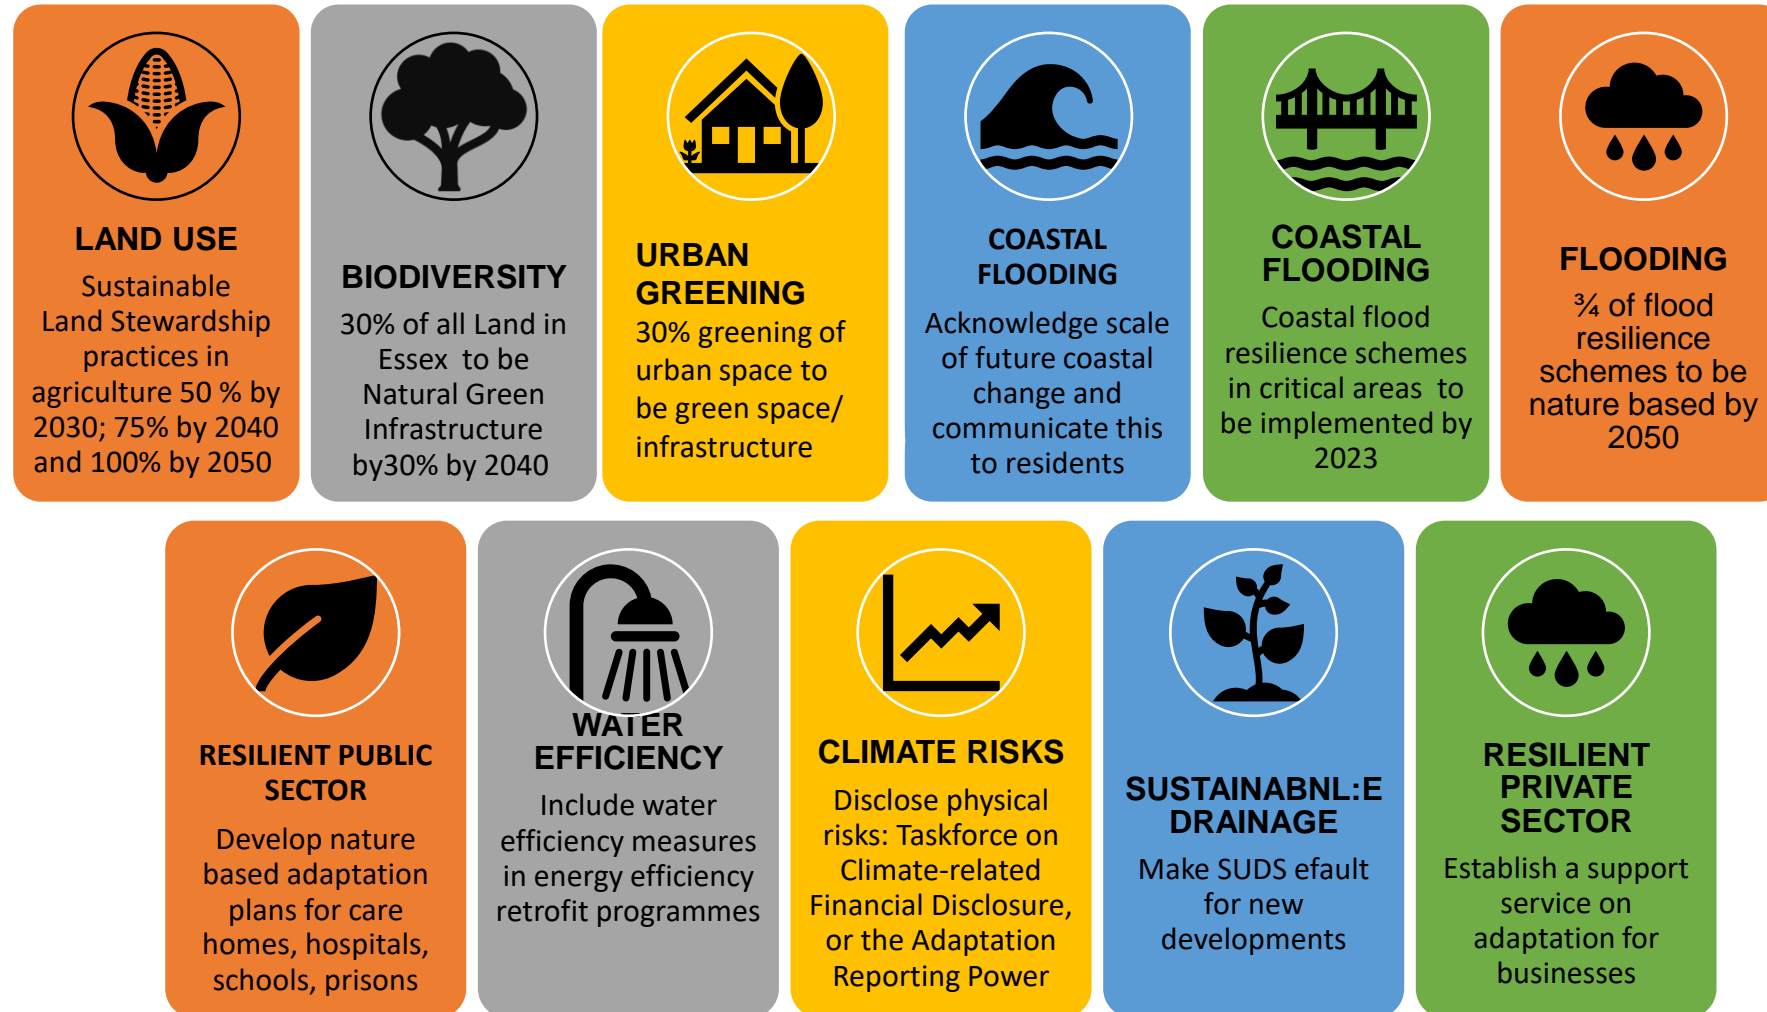 LAND USE
Sustainable
Land Stewardship
practices in
agriculture 50 % by
2030; 75% by 2040
and 100% by 2050
BIODIVERSITY
30% of all Land in
Essex to be
Natural Green
Infrastructure
by30% by 2040
URBAN
GREENING
30% greening of
urban space to
be green space/
infrastructure
COASTAL
FLOODING
Acknowledge scale
of future coastal
change and
communicate this
to residents
COASTAL
FLOODING
Coastal flood
resilience schemes
in critical areas to
be implemented by
2023
FLOODING
¾ of flood
resilience
schemes to be
nature based by
2050
RESILIENT PUBLIC
SECTOR
Develop nature
based adaptation
plans for care
homes, hospitals,
schools, prisons
WATER
EFFICIENCY
Include water
efficiency measures
in energy efficiency
retrofit programmes
CLIMATE RISKS
Disclose physical
risks: Taskforce on
Climate-related
Financial Disclosure,
or the Adaptation
Reporting Power
SUSTAINABNL:E
DRAINAGE
Make SUDS efault
for new
developments
RESILIENT
PRIVATE
SECTOR
Establish a support
service on
adaptation for
businesses